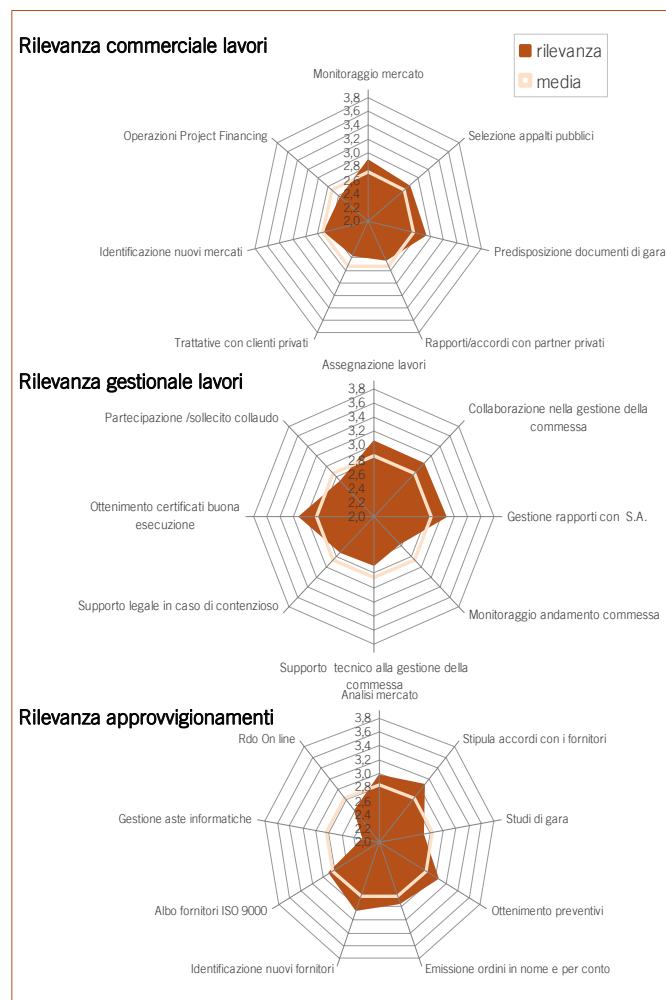 Rilevanza commerciale lavori
rilevanza
media
Monitoraggio mercato
3,8
3,6
3,4
3,2
3,0
2,8
2,6
2,4
2,2
2,0
Operazioni Project Financing
Selezione appalti pubblici
Identificazione nuovi mercati
Predisposizione documenti di gara
Trattative con clienti privati
Rapporti/accordi con partner privati
Rilevanza gestionale lavori
Assegnazione lavori
3,8
3,6
3,4
3,2
3,0
2,8
2,6
2,4
2,2
2,0
Partecipazione /sollecito collaudo
Collaborazione nella gestione della
commessa
Ottenimento certificati buona
esecuzione
Gestione rapporti con S.A.
Supporto legale in caso di contenzioso
Monitoraggio andamento commessa
Supporto tecnico alla gestione della
commessa
Rilevanza approvvigionamenti
Analisi mercato
3,8
3,6
3,4
3,2
3,0
2,8
2,6
2,4
2,2
2,0
Rdo On line
Stipula accordi con i fornitori
Gestione aste informatiche
Studi di gara
Albo fornitori ISO 9000
Ottenimento preventivi
Identificazione nuovi fornitori
Emissione ordini in nome e per conto